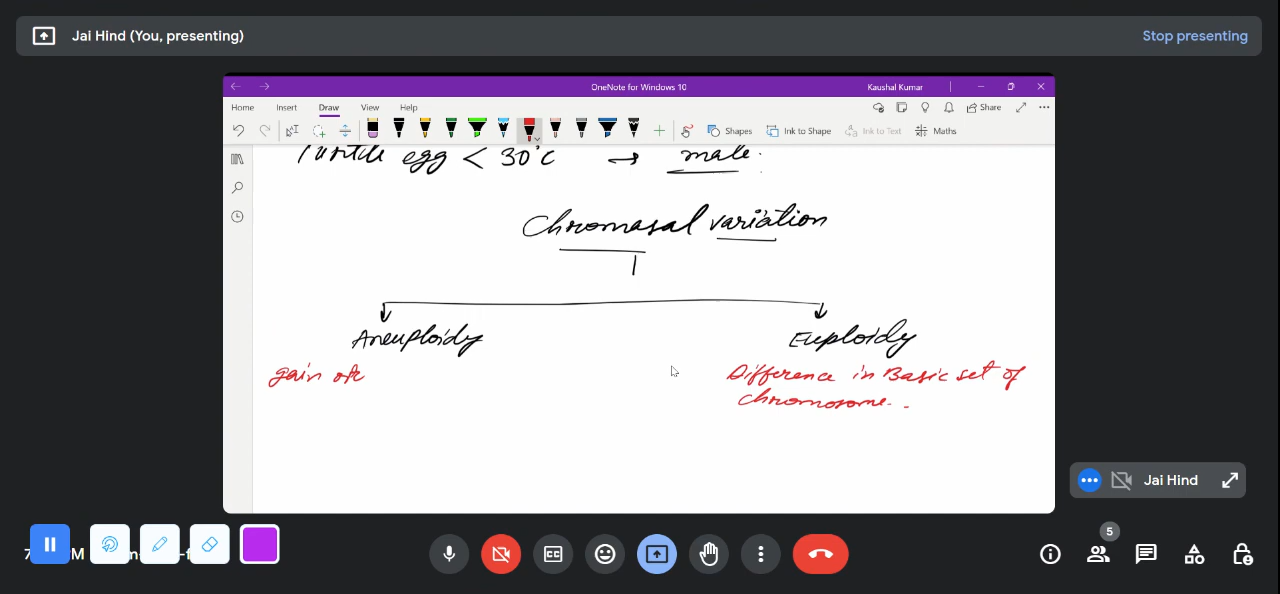 Jai Hind (You, presenting)
Stop presenting
OneNote for Windows 10
Kaushal Kumar
Home Insert Draw View Help
Share
Shapes
Ink to Shape
Ink to Text
Maths
Turtle egg < 30°C → male.
Chromasal variation
Aneuploidy
Euploidy
gain or
Difference in Basic set of
chromosome.
Jai Hind
5